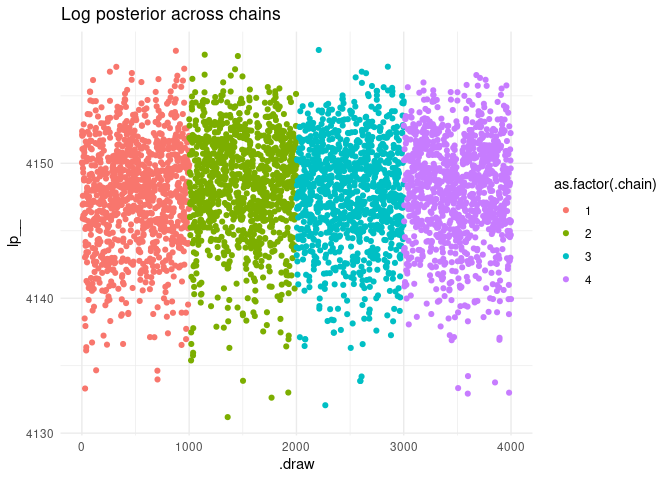 Log posterior across chains
lp__
4150
4140
4130
0 1000 2000 3000 4000
.draw
as.factor(.chain)
1
2
3
4